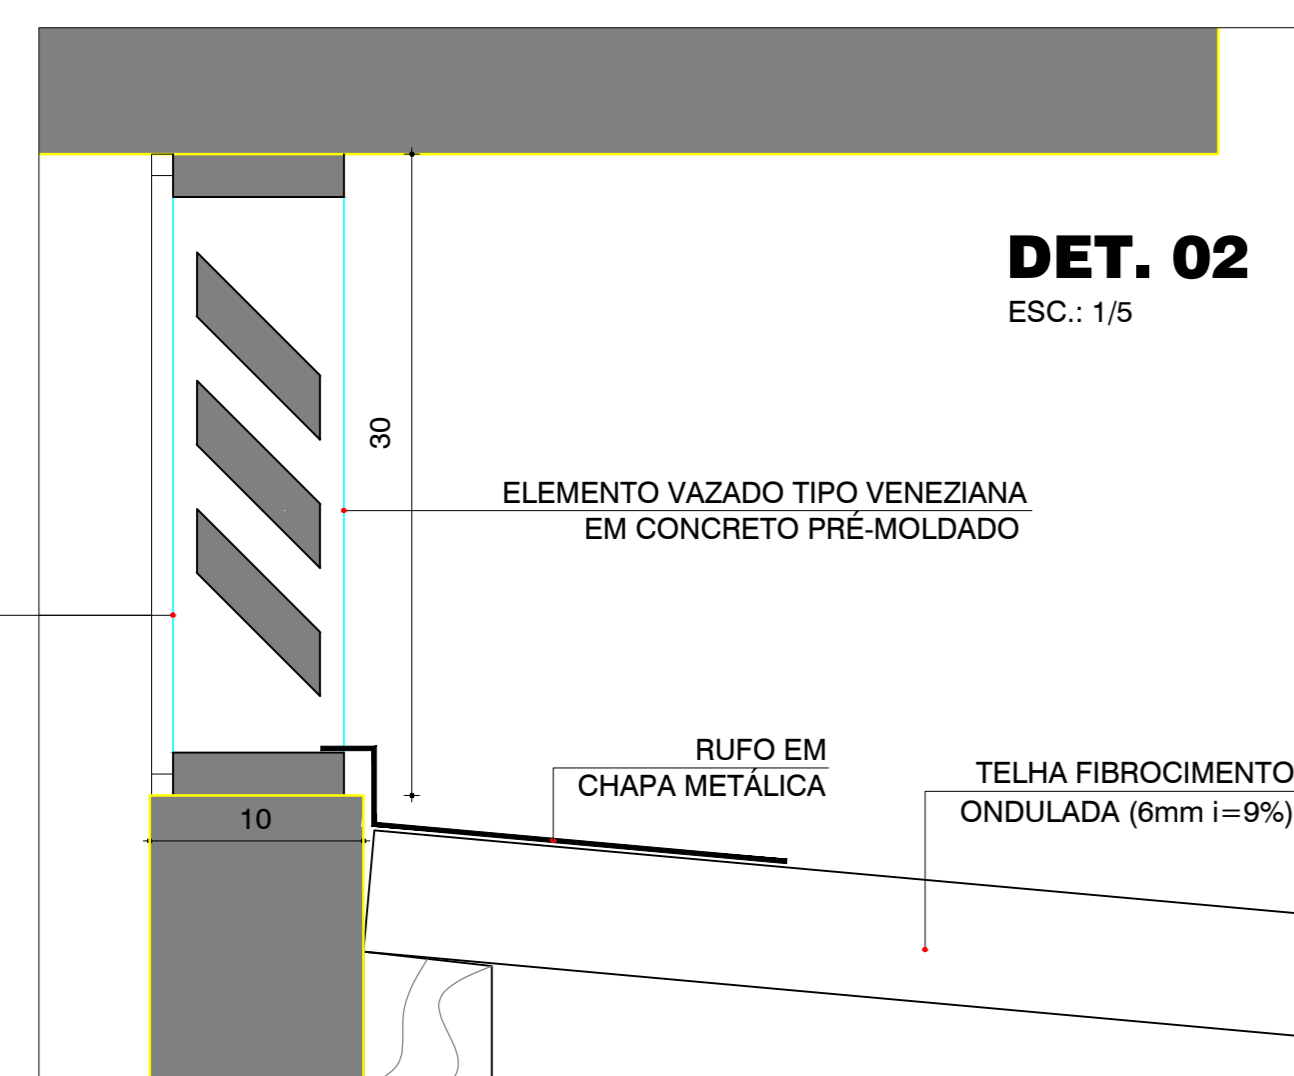 DET. 02
ESC.: 1/5
30
ELEMENTO VAZADO TIPO VENEZIANA
EM CONCRETO PRÉ-MOLDADO
RUFO EM
CHAPA METÁLICA
TELHA FIBROCIMENTO
ONDULADA (6mm i=9%)
10